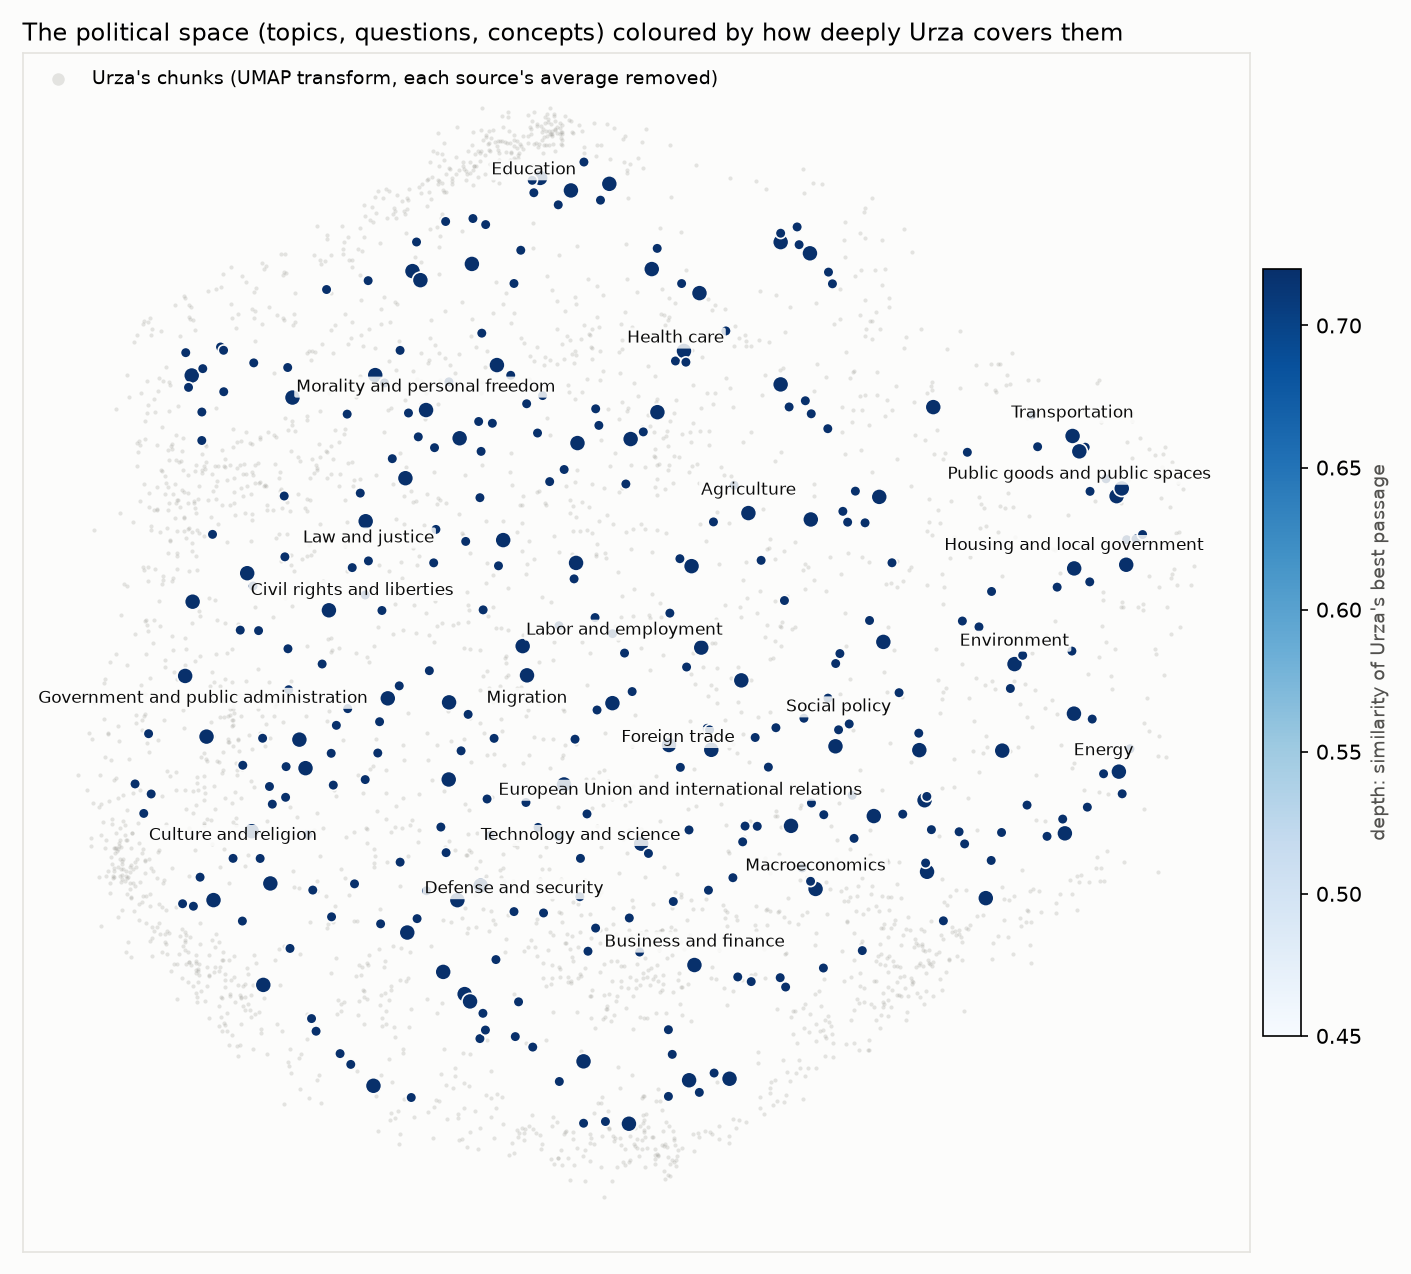 The political space (topics, questions, concepts) coloured by how deeply Urza covers them
Urza's chunks (UMAP transform, each source's average removed)
Education
Health care
Morality and personal freedom
Transportation
Public goods and public spaces
Agriculture
Law and justice
Housing and local government
Civil rights and liberties
Labor and employment
Environment
Government and public administration
Migration
Social policy
Foreign trade
Energy
European Union and international relations
Culture and religion
Technology and science
Macroeconomics
Defense and security
Business and finance
0.70
0.65
0.60
0.55
0.50
0.45
depth: similarity of Urza's best passage